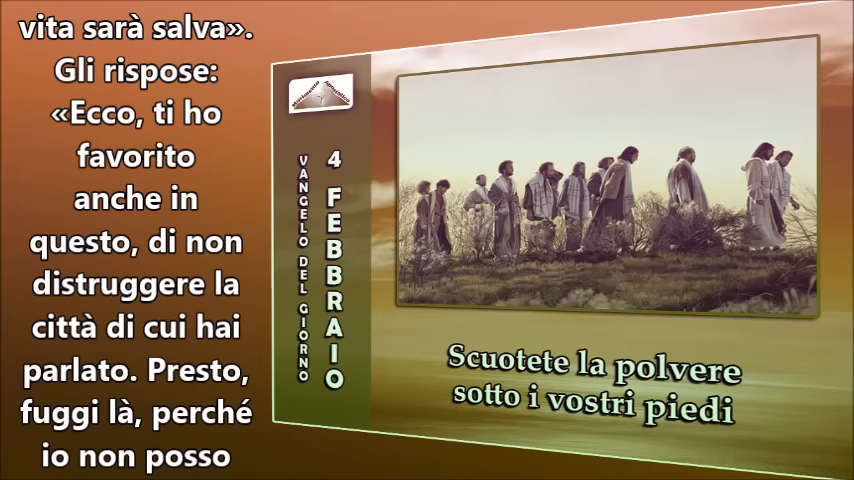 vita sarà salva».
Gli rispose:
«Ecco, ti ho
favorito
anche in
questo, di non
distruggere la
città di cui hai
parlato. Presto,
fuggi là, perché
io non posso
Movimento Apostolico
VANGELO DEL GIORNO
4 FEBBRAIO
Scuotete la polvere
sotto i vostri piedi